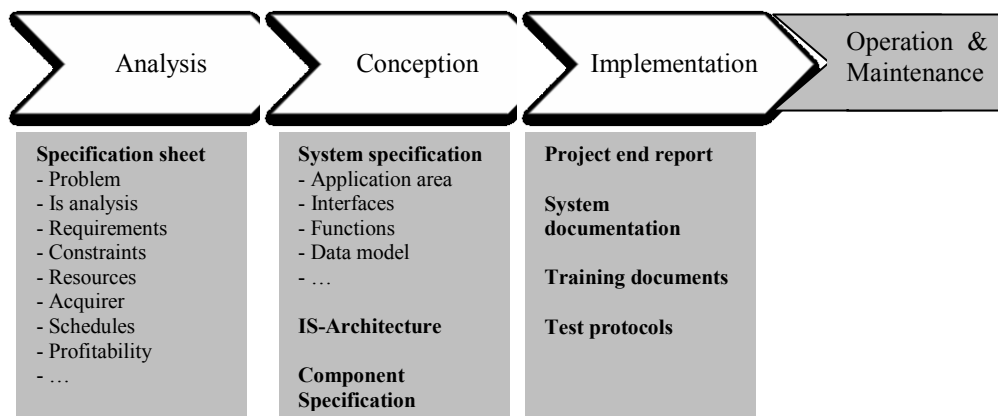 Analysis
Conception
Implementation
Operation &
Maintenance
Specification sheet
- Problem
- Is analysis
- Requirements
- Constraints
- Resources
- Acquirer
- Schedules
- Profitability
- …
System specification
- Application area
- Interfaces
- Functions
- Data model
- …
IS-Architecture
Component
Specification
Project end report
System
documentation
Training documents
Test protocols